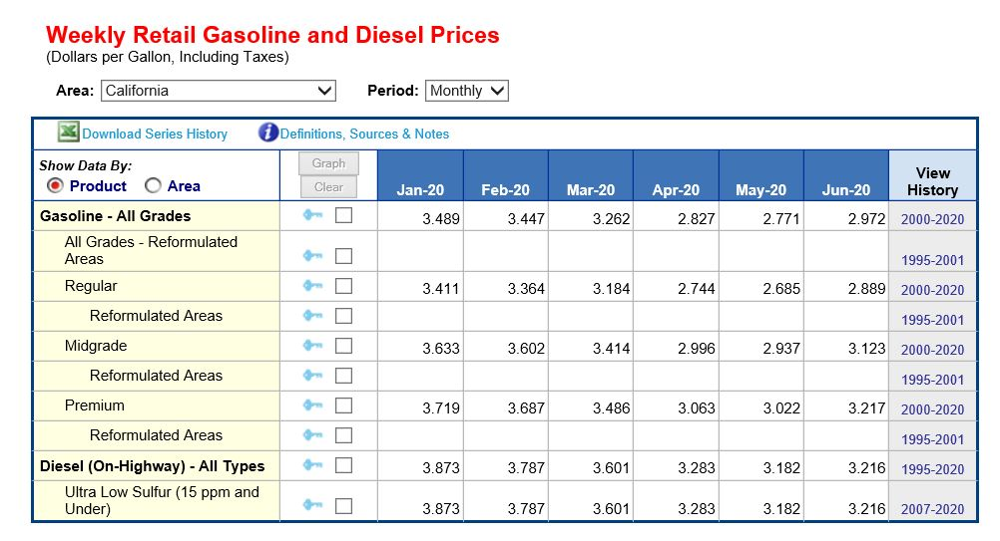 Weekly Retail Gasoline and Diesel Prices
(Dollars per Gallon, Including Taxes)
Area: California Period: Monthly
Download Series History Definitions, Sources & Notes
Show Data By:
Product Area
Graph
Clear
Jan-20 Feb-20 Mar-20 Apr-20 May-20 Jun-20
View
History
Gasoline - All Grades 3.489 3.447 3.262 2.827 2.771 2.972 2000-2020
All Grades - Reformulated
Areas 1995-2001
Regular 3.411 3.364 3.184 2.744 2.685 2.889 2000-2020
Reformulated Areas 1995-2001
Midgrade 3.633 3.602 3.414 2.996 2.937 3.123 2000-2020
Reformulated Areas 1995-2001
Premium 3.719 3.687 3.486 3.063 3.022 3.217 2000-2020
Reformulated Areas 1995-2001
Diesel (On-Highway) - All Types 3.873 3.787 3.601 3.283 3.182 3.216 1995-2020
Ultra Low Sulfur (15 ppm and
Under) 3.873 3.787 3.601 3.283 3.182 3.216 2007-2020